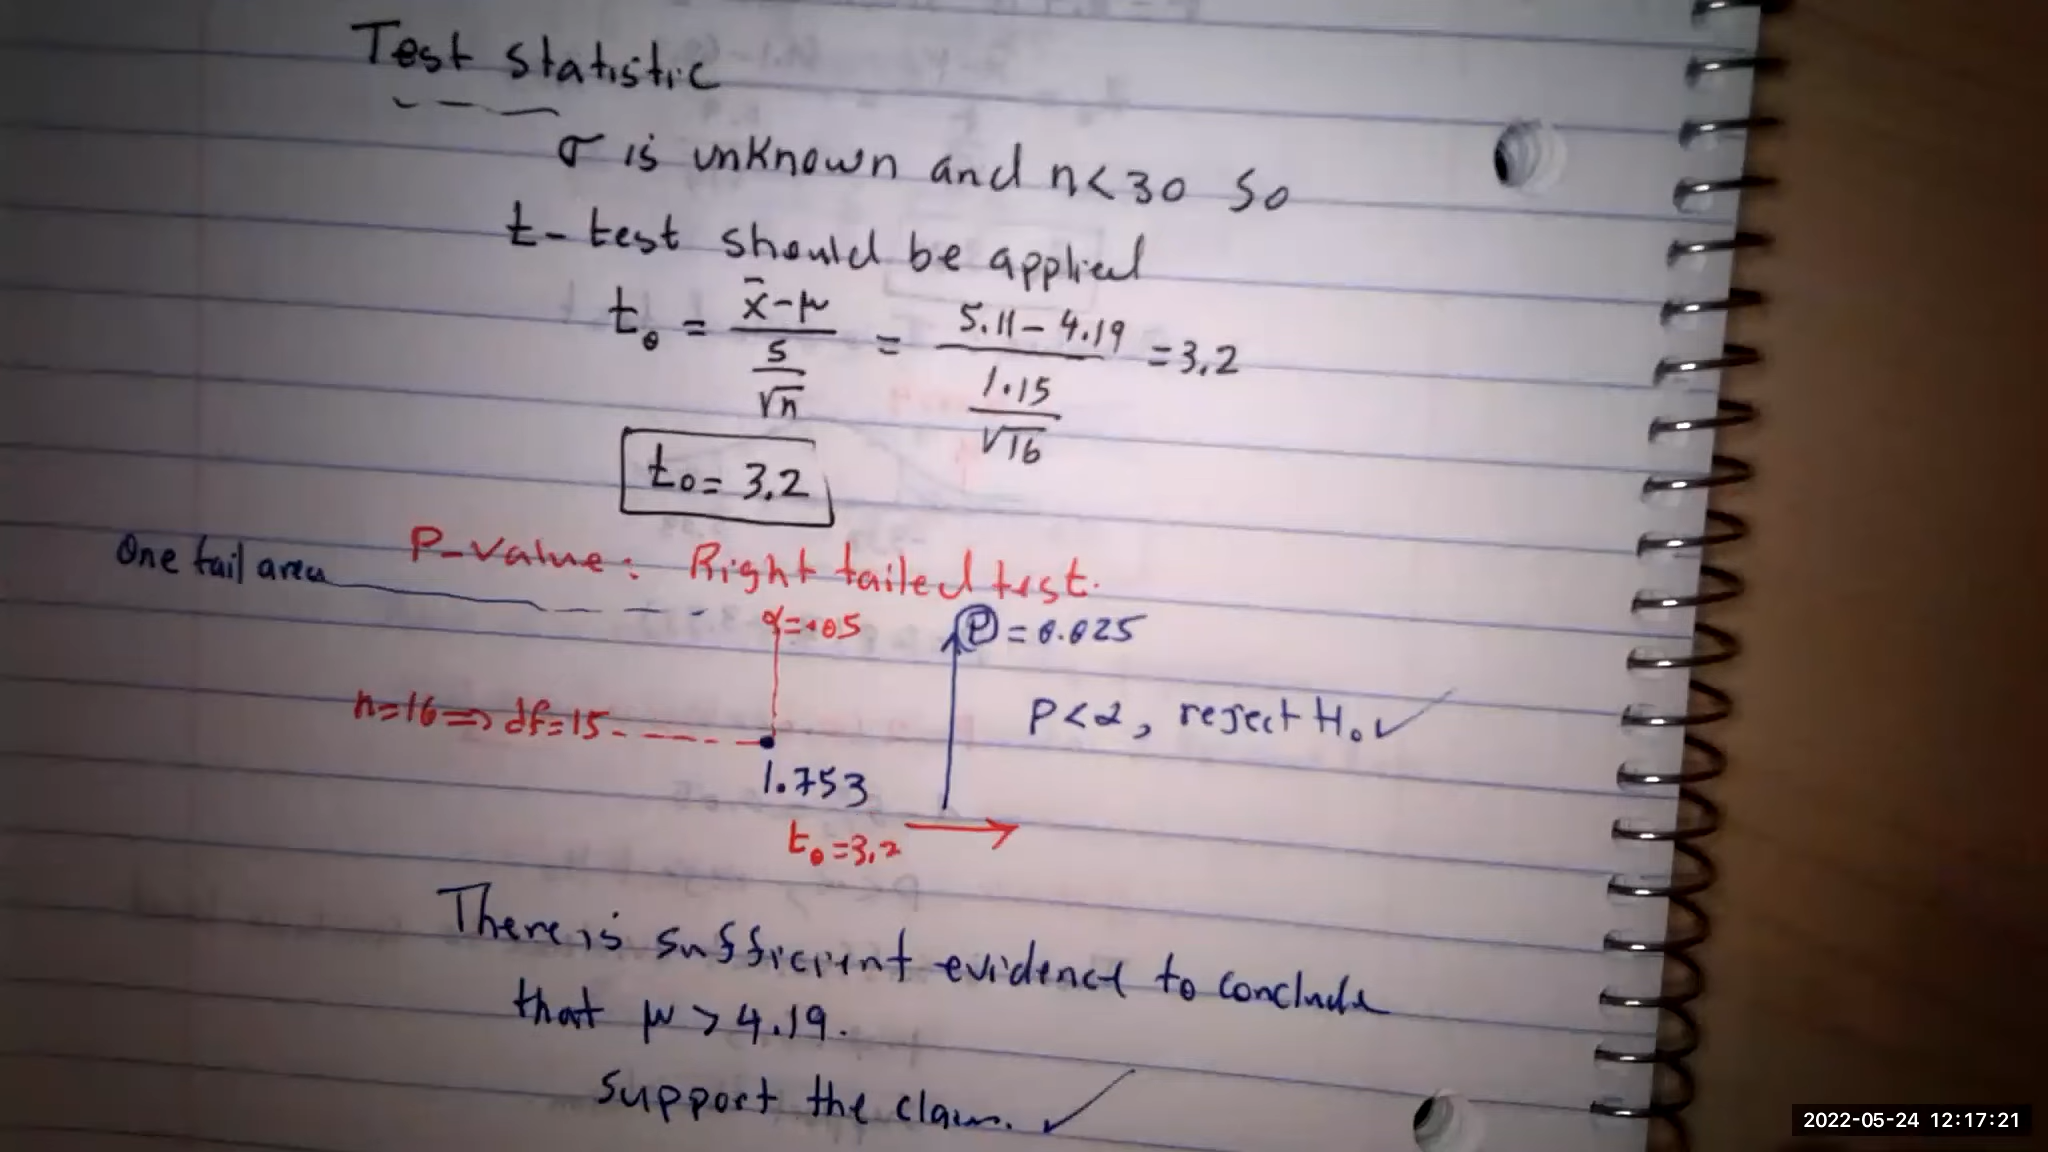 Test statistic
σ is unknown and n<30 so
t-test should be applied
t₀ = (x̄-μ)/(s/√n) = (5.11-4.19)/(1.15/√16) = 3.2
t₀ = 3.2
One tail area
P-value: Right tailed test.
α=.05
P = 0.025
n=16 ⇒ df=15
P<α, reject H₀ ✓
1.753
t₀=3.2
There is sufficient evidence to conclude
that μ > 4.19.
Support the claim. ✓
2022-05-24 12:17:21